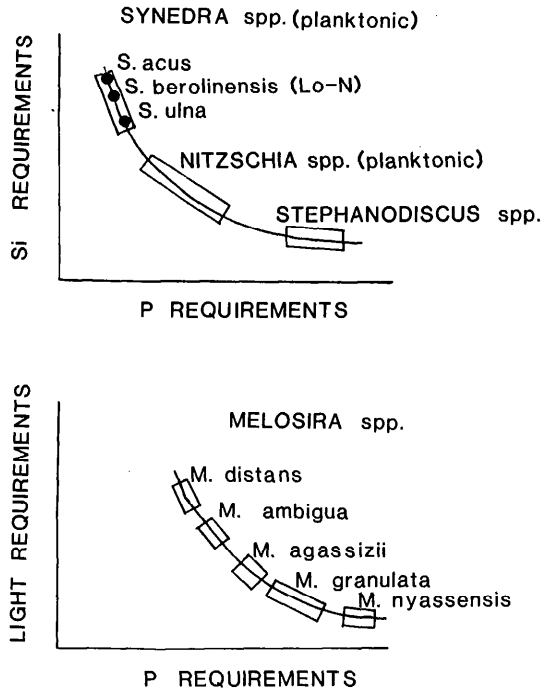 SYNEDRA spp. (planktonic)
S. acus
S. berolinensis (Lo-N)
S. ulna
NITZSCHIA spp. (planktonic)
STEPHANODISCUS spp.
Si REQUIREMENTS
P REQUIREMENTS
MELOSIRA spp.
M. distans
M. ambigua
M. agassizii
M. granulata
M. nyassensis
LIGHT REQUIREMENTS
P REQUIREMENTS